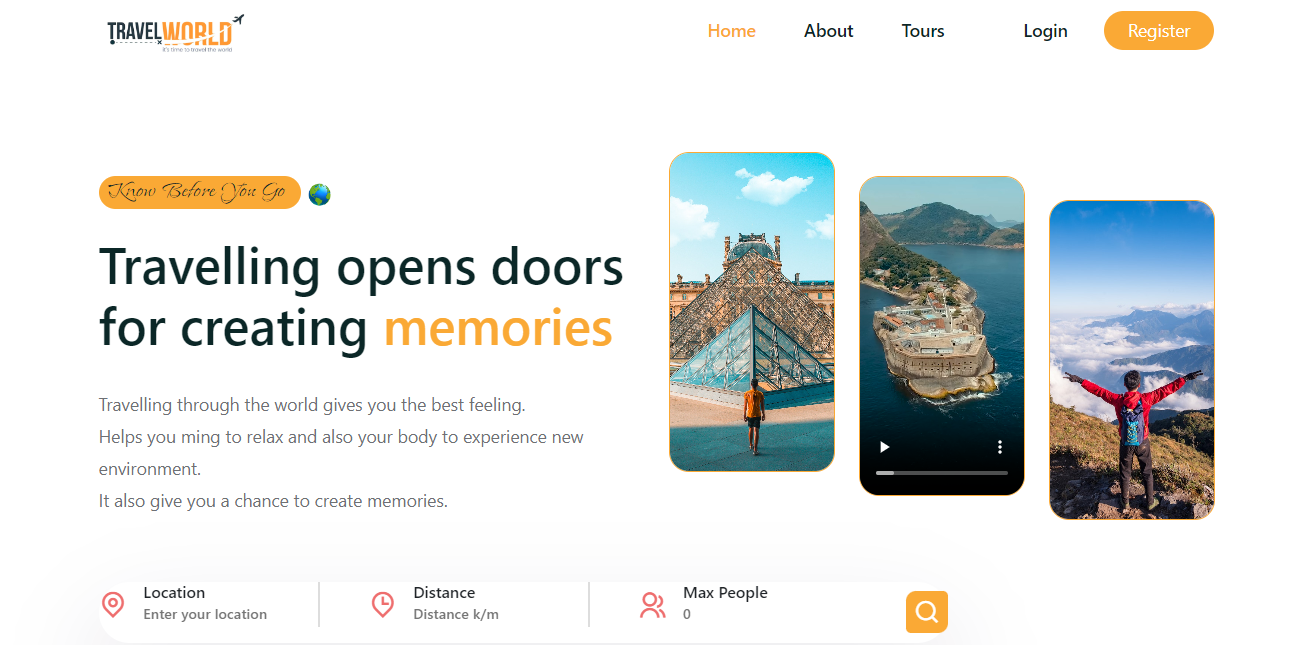 TRAVELWORLD
it's time to travel the world
Home
About
Tours
Login
Register
Know Before You Go
Travelling opens doors
for creating memories
Travelling through the world gives you the best feeling.
Helps you ming to relax and also your body to experience new
environment.
It also give you a chance to create memories.
Location
Enter your location
Distance
Distance k/m
Max People
0